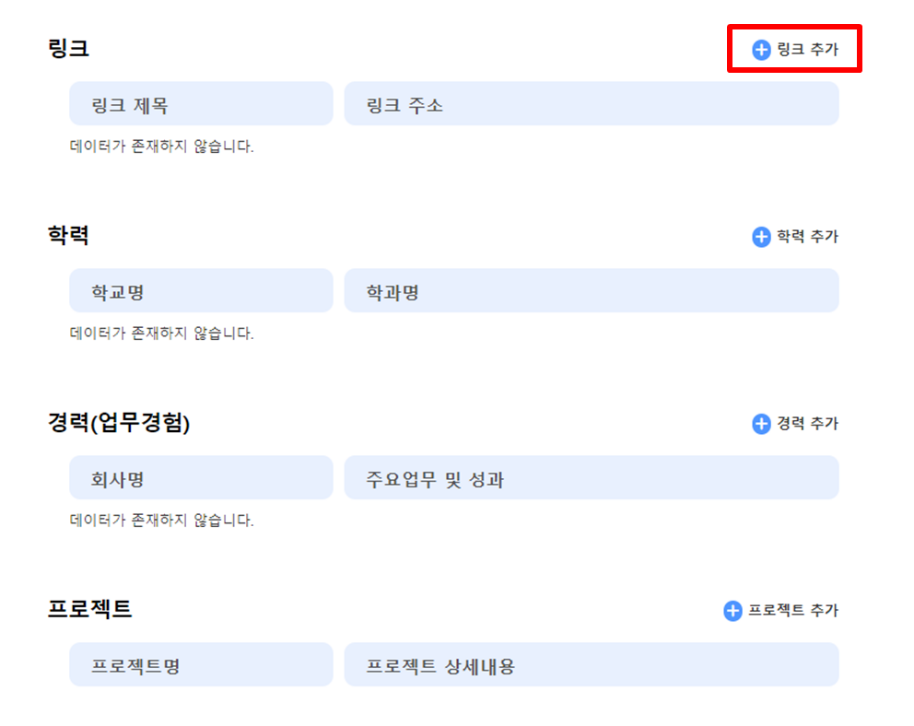 링크
링크 추가
링크 제목 링크 주소
데이터가 존재하지 않습니다.
학력
학력 추가
학교명 학과명
데이터가 존재하지 않습니다.
경력(업무경험)
경력 추가
회사명 주요업무 및 성과
데이터가 존재하지 않습니다.
프로젝트
프로젝트 추가
프로젝트명 프로젝트 상세내용